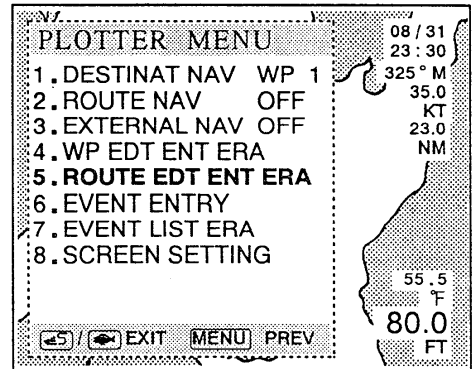 PLOTTER MENU
1. DESTINAT NAV WP 1
2. ROUTE NAV OFF
3. EXTERNAL NAV OFF
4. WP EDT ENT ERA
5. ROUTE EDT ENT ERA
6. EVENT ENTRY
7. EVENT LIST ERA
8. SCREEN SETTING
/ EXIT MENU PREV
08/31
23:30
325° M
35.0
KT
23.0
NM
55.5
°F
80.0
FT